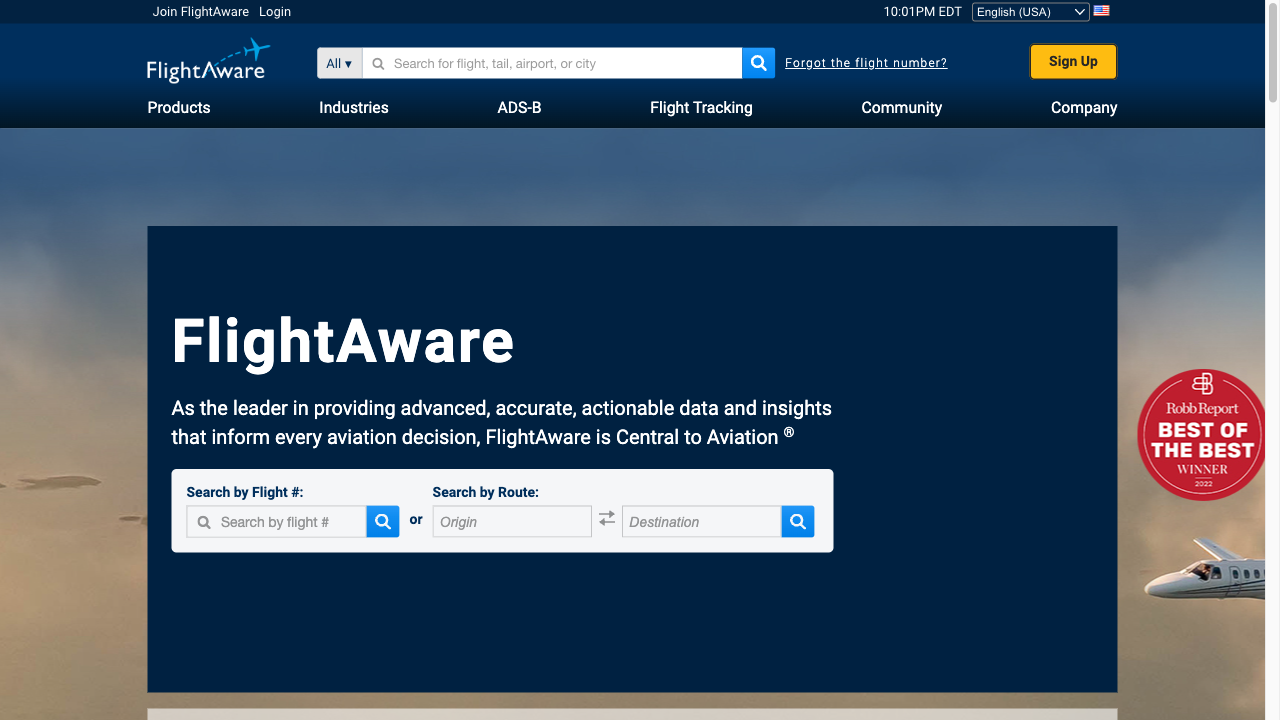 Join FlightAware Login
10:01PM EDT English (USA)
FlightAware
All ▾ Search for flight, tail, airport, or city
Forgot the flight number?
Sign Up
Products Industries ADS-B Flight Tracking Community Company
FlightAware
As the leader in providing advanced, accurate, actionable data and insights
that inform every aviation decision, FlightAware is Central to Aviation ®
Search by Flight #: Search by Route:
Search by flight # or Origin Destination
Robb Report
BEST OF
THE BEST
WINNER
2022